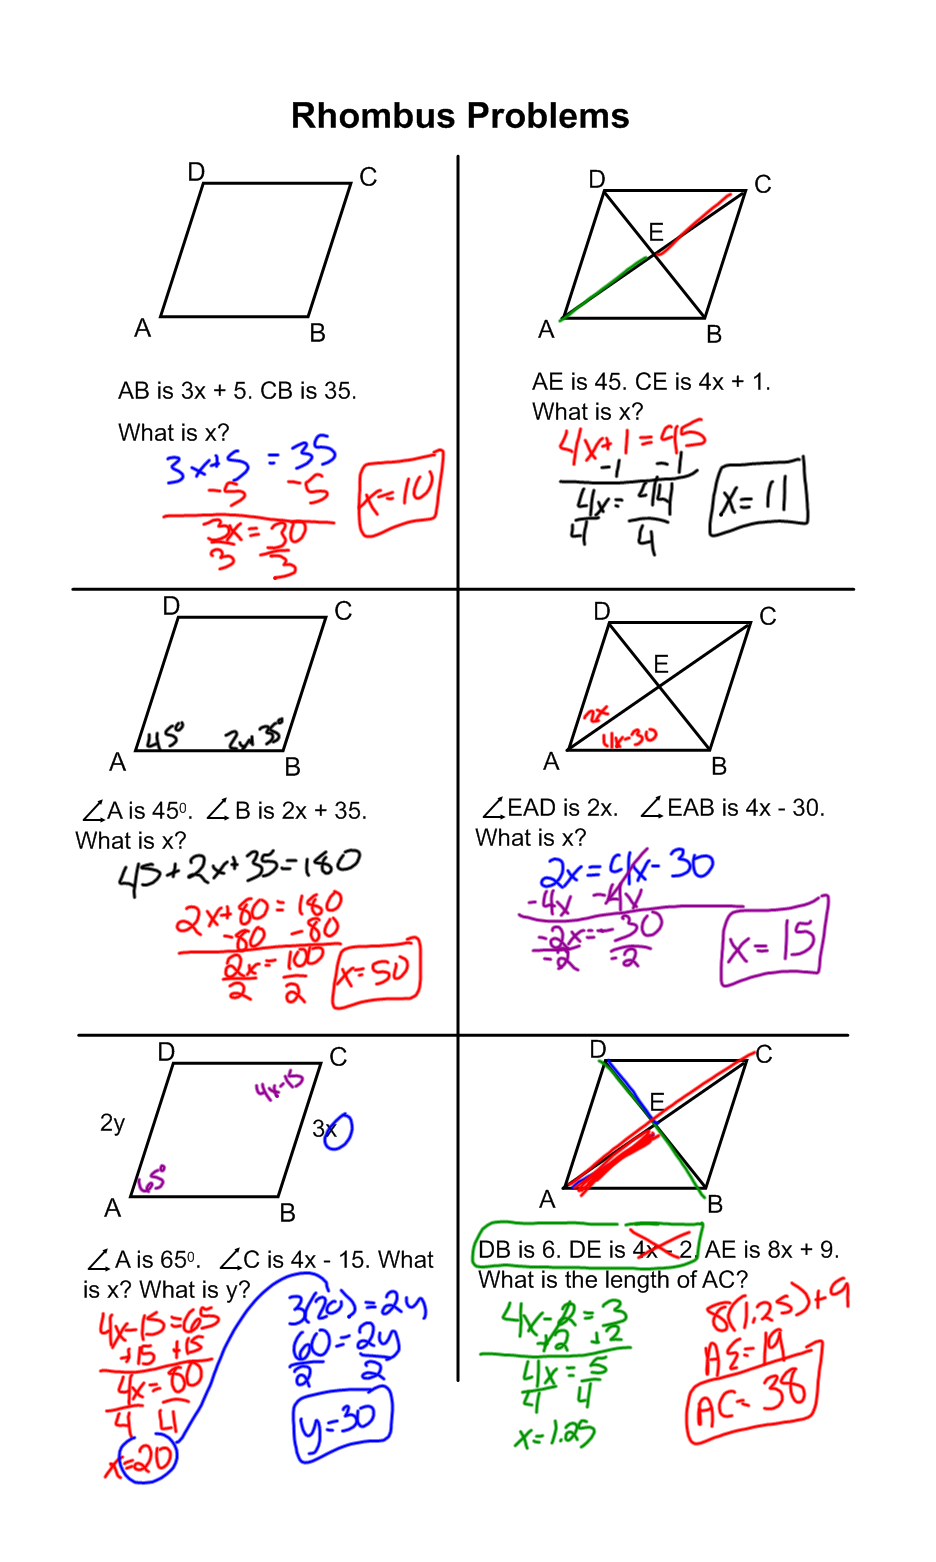 Rhombus Problems
D
C
A
B
AB is 3x + 5. CB is 35.
What is x?
3x+5 = 35
-5 -5
3x = 30
3 3
x=10
D
C
E
A
B
AE is 45. CE is 4x + 1.
What is x?
4x+1=45
-1 -1
4x= 44
4 4
x= 11
D
C
45° 2x+35°
A
B
∠A is 45⁰. ∠B is 2x + 35.
What is x?
45+2x+35=180
2x+80=180
-80 -80
2x= 100
2 2
x=50
D
C
E
2x
4x-30
A
B
∠EAD is 2x. ∠EAB is 4x - 30.
What is x?
2x=4x-30
-4x -4x
-2x=-30
-2 -2
x=15
D
C
4x-15
2y
3x
65°
A
B
∠A is 65⁰. ∠C is 4x - 15. What
is x? What is y?
4x-15=65
+15 +15
4x=80
4 4
x=20
3(20)=2y
60=2y
2 2
y=30
D
C
E
A
B
DB is 6. DE is 4x - 2. AE is 8x + 9.
What is the length of AC?
4x-2=3
+2 +2
4x=5
4 4
x=1.25
8(1.25)+9
AE=19
AC=38